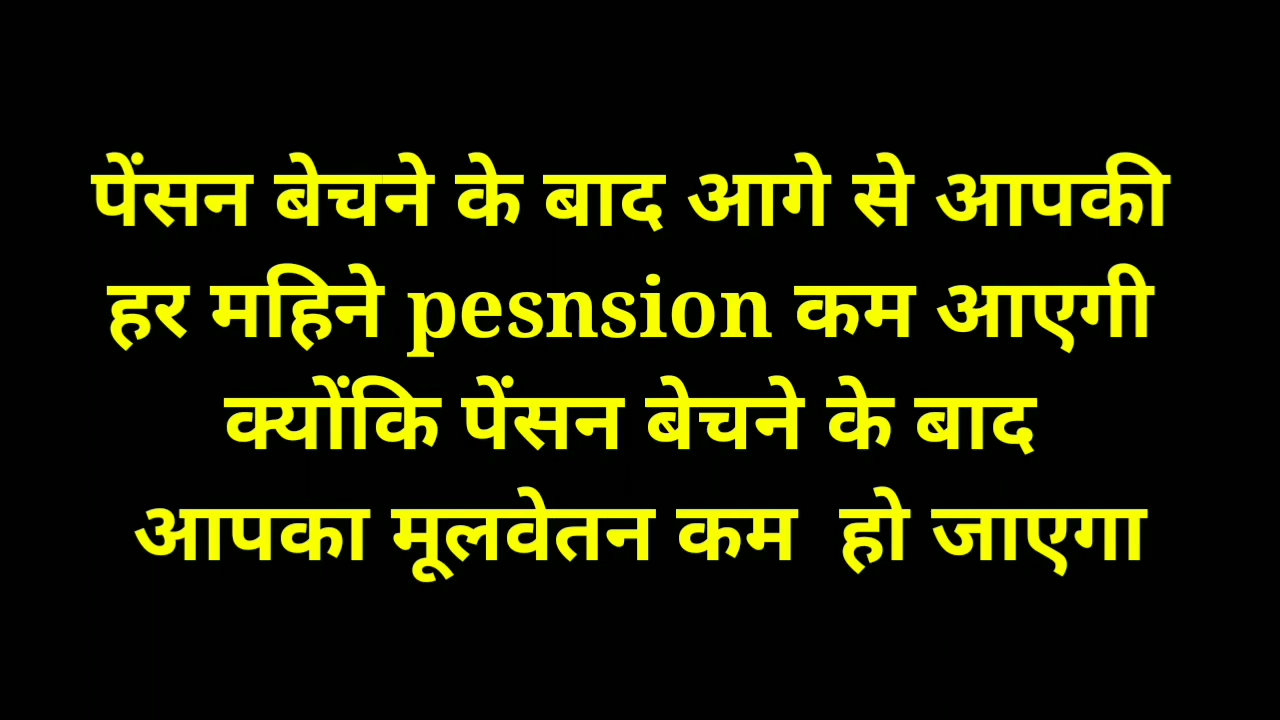 पेंसन बेचने के बाद आगे से आपकी
हर महिने pesnsion कम आएगी
क्योंकि पेंसन बेचने के बाद
आपका मूलवेतन कम हो जाएगा